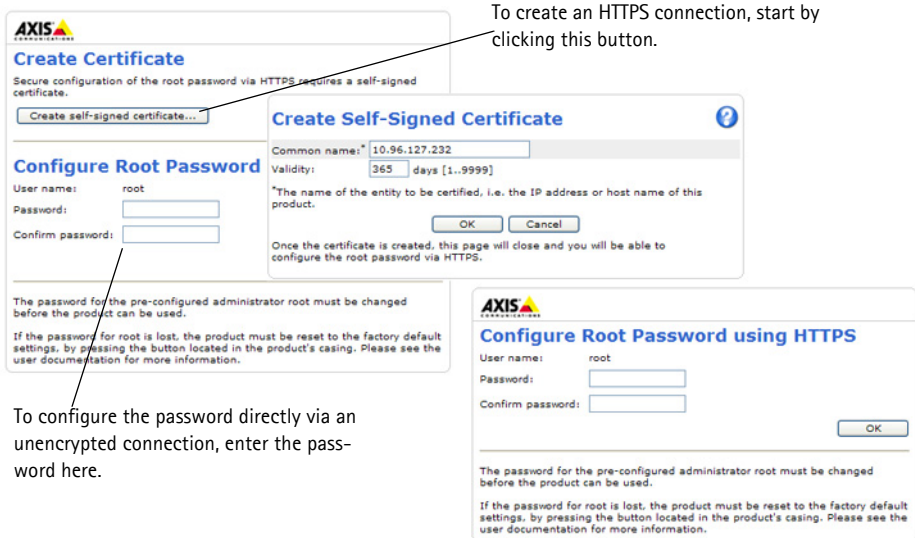 To create an HTTPS connection, start by
clicking this button.
AXIS
COMMUNICATIONS
Create Certificate
Secure configuration of the root password via HTTPS requires a self-signed
certificate.
Create self-signed certificate...
Configure Root Password
User name: root
Password:
Confirm password:
The password for the pre-configured administrator root must be changed
before the product can be used.
If the password for root is lost, the product must be reset to the factory default
settings, by pressing the button located in the product's casing. Please see the
user documentation for more information.
To configure the password directly via an
unencrypted connection, enter the pass-
word here.
Create Self-Signed Certificate
?
Common name:* 10.96.127.232
Validity: 365 days [1..9999]
*The name of the entity to be certified, i.e. the IP address or host name of this
product.
OK Cancel
Once the certificate is created, this page will close and you will be able to
configure the root password via HTTPS.
AXIS
COMMUNICATIONS
Configure Root Password using HTTPS
User name: root
Password:
Confirm password:
OK
The password for the pre-configured administrator root must be changed
before the product can be used.
If the password for root is lost, the product must be reset to the factory default
settings, by pressing the button located in the product's casing. Please see the
user documentation for more information.